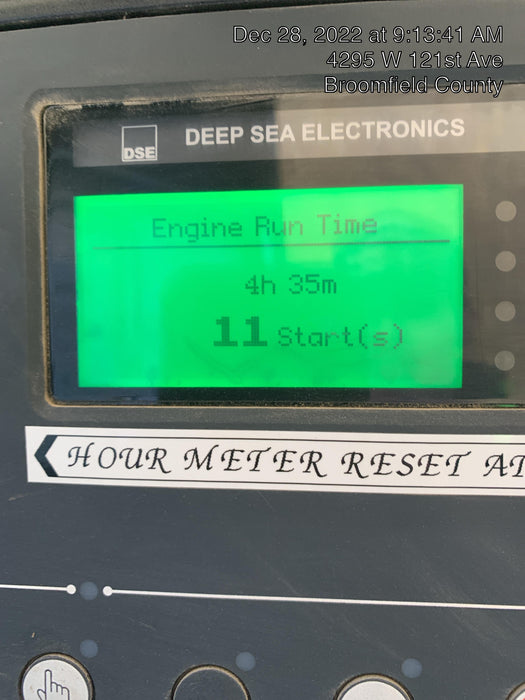 Dec 28, 2022 at 9:13:41 AM
4295 W 121st Ave
Broomfield County
DSE DEEP SEA ELECTRONICS
Engine Run Time
4h 35m
11 Start(s)
HOUR METER RESET AT